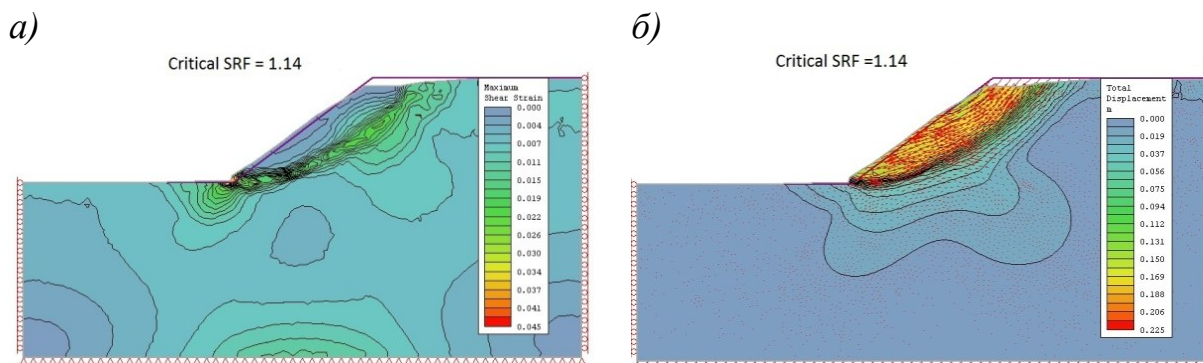 а)
Critical SRF = 1.14
Maximum
Shear Strain
0.000
0.004
0.007
0.011
0.015
0.019
0.022
0.026
0.030
0.034
0.037
0.041
0.045
б)
Critical SRF =1.14
Total
Displacement
m
0.000
0.019
0.037
0.056
0.075
0.094
0.112
0.131
0.150
0.169
0.188
0.206
0.225